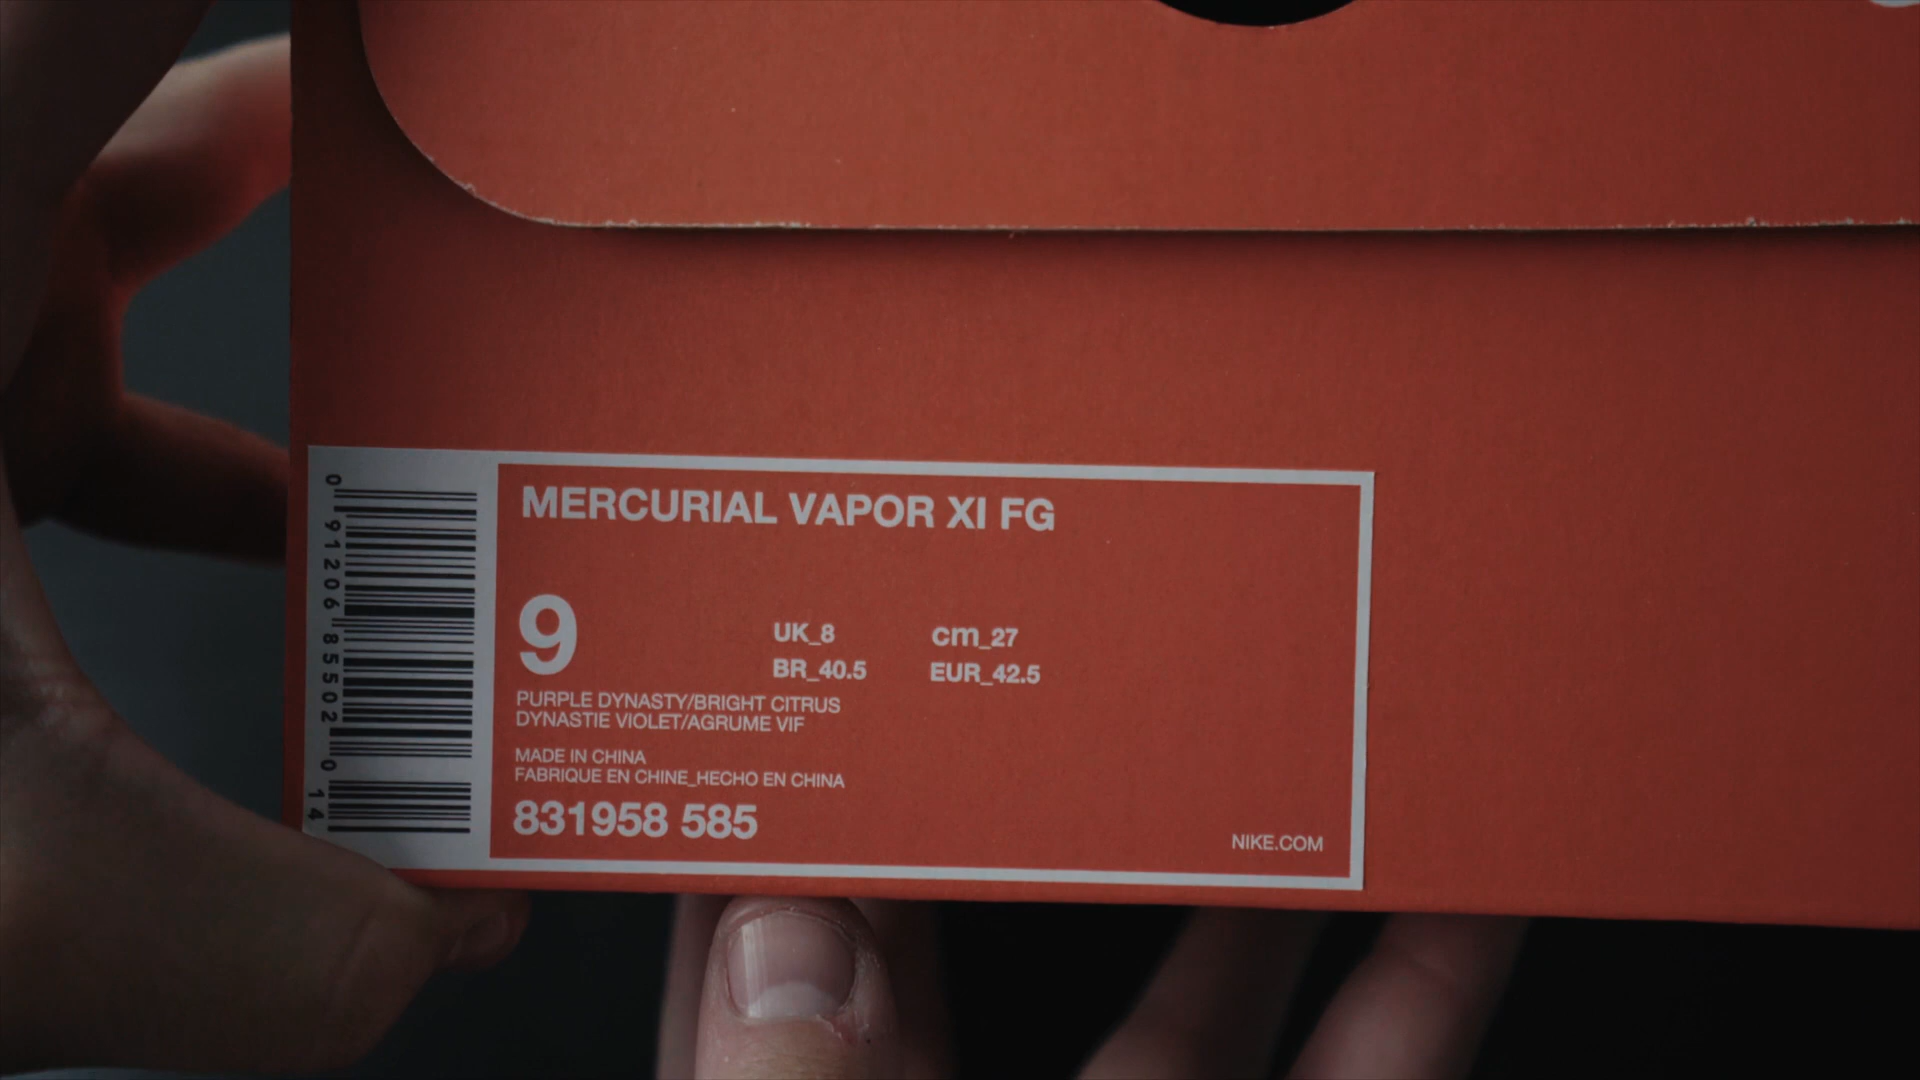 MERCURIAL VAPOR XI FG
9
UK_8 cm_27
BR_40.5 EUR_42.5
PURPLE DYNASTY/BRIGHT CITRUS
DYNASTIE VIOLET/AGRUME VIF
MADE IN CHINA
FABRIQUE EN CHINE_HECHO EN CHINA
831958 585
NIKE.COM
0 91206 85502 0 14